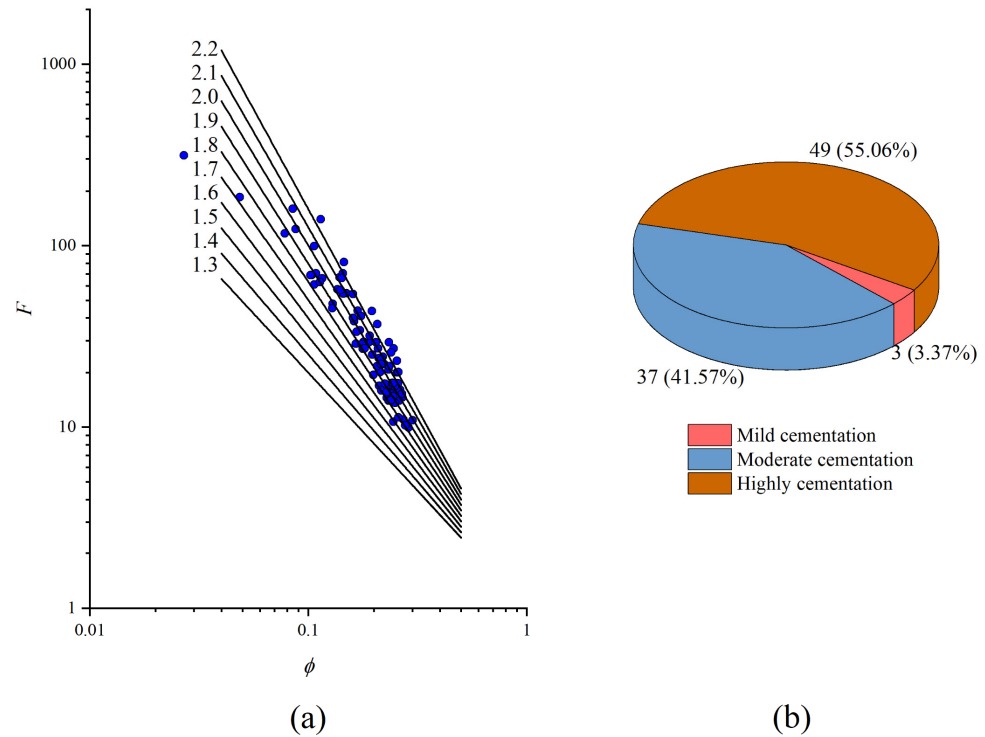 1000
100
10
1
F
2.2
2.1
2.0
1.9
1.8
1.7
1.6
1.5
1.4
1.3
0.01
0.1
1
ϕ
(a)
49 (55.06%)
3 (3.37%)
37 (41.57%)
Mild cementation
Moderate cementation
Highly cementation
(b)